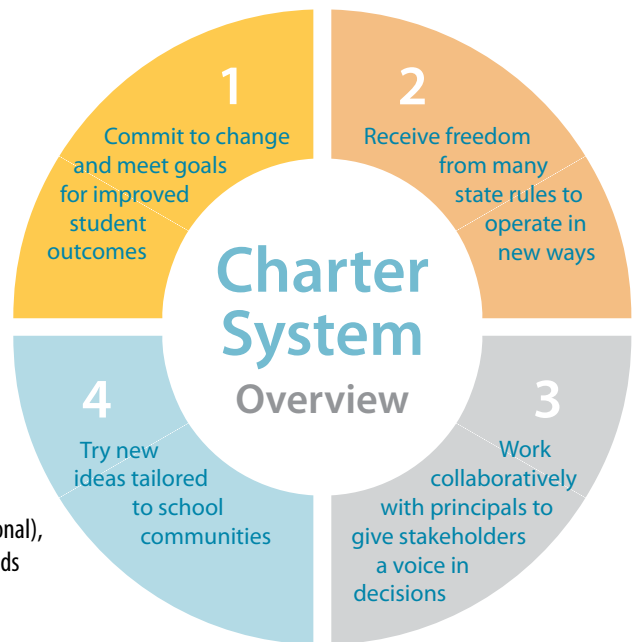 1
Commit to change
and meet goals
for improved
student
outcomes
2
Receive freedom
from many
state rules to
operate in
new ways
Charter
System
Overview
4
Try new
ideas tailored
to school
communities
3
Work
collaboratively
with principals to
give stakeholders
a voice in
decisions
onal),
ds